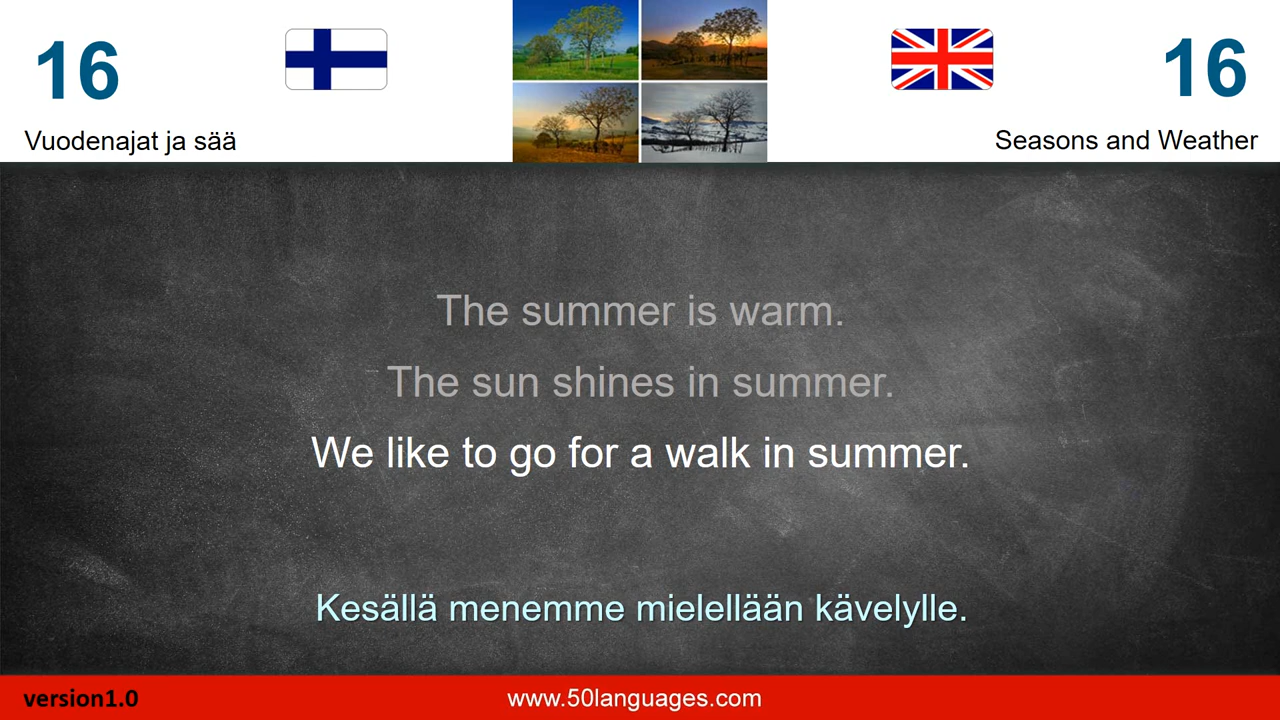 16
16
Vuodenajat ja sää
Seasons and Weather
The summer is warm.
The sun shines in summer.
We like to go for a walk in summer.
Kesällä menemme mielellään kävelylle.
version1.0
www.50languages.com